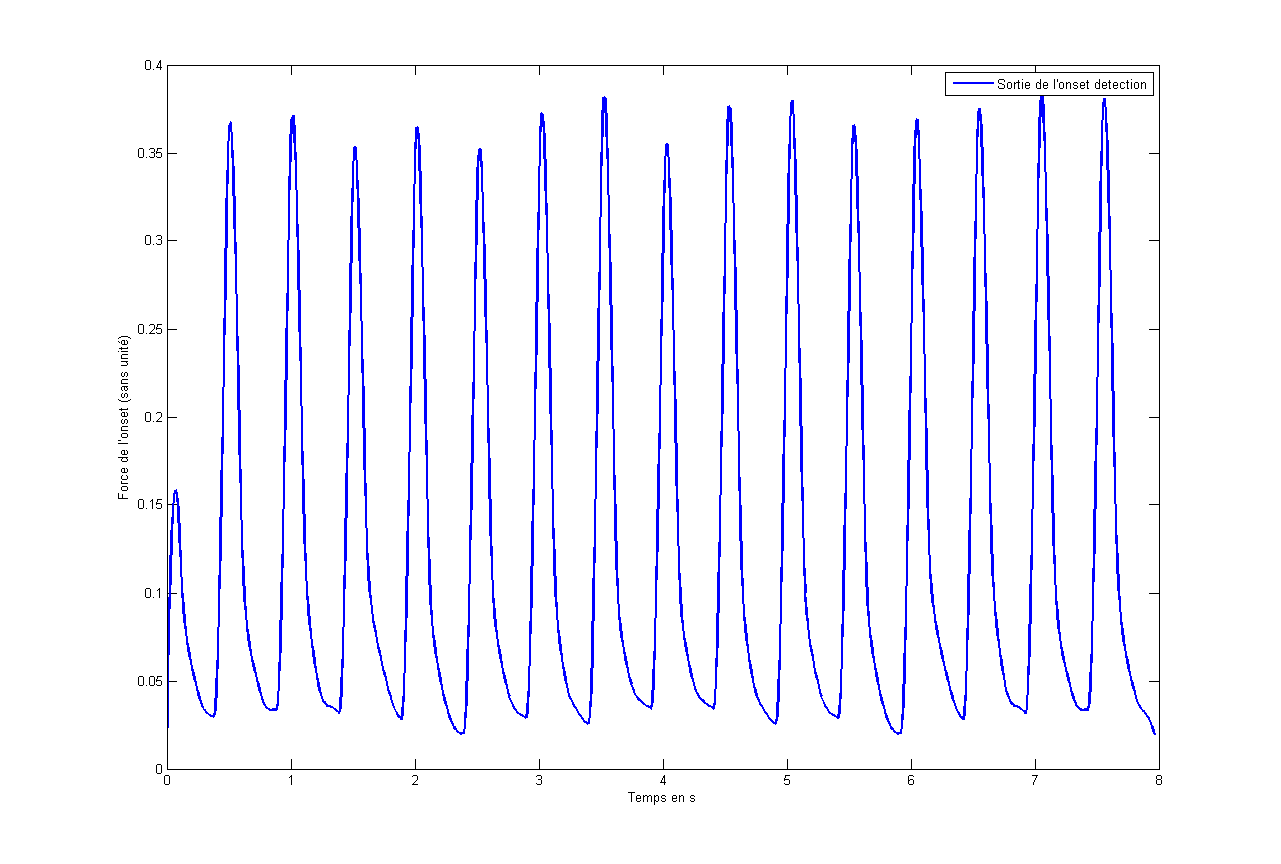 Sortie de l'onset detection
0.4
0.35
0.3
0.25
0.2
0.15
0.1
0.05
0
Force de l'onset (sans unité)
0 1 2 3 4 5 6 7 8
Temps en s